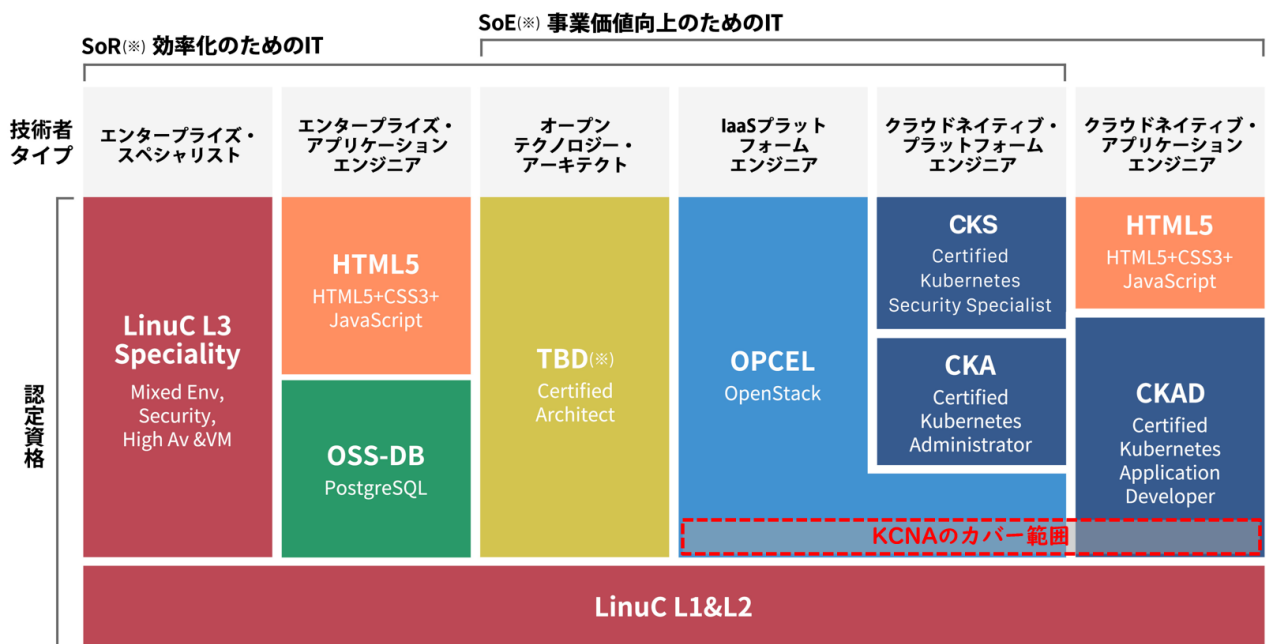 SoE(※) 事業価値向上のためのIT
SoR(※) 効率化のためのIT
技術者
タイプ
エンタープライズ・
スペシャリスト
エンタープライズ・
アプリケーション
エンジニア
オープン
テクノロジー・
アーキテクト
IaaSプラット
フォーム
エンジニア
クラウドネイティブ・
プラットフォーム
エンジニア
クラウドネイティブ・
アプリケーション
エンジニア
認定資格
LinuC L3
Speciality
Mixed Env,
Security,
High Av &VM
HTML5
HTML5+CSS3+
JavaScript
OSS-DB
PostgreSQL
TBD(※)
Certified
Architect
OPCEL
OpenStack
CKS
Certified
Kubernetes
Security Specialist
CKA
Certified
Kubernetes
Administrator
HTML5
HTML5+CSS3+
JavaScript
CKAD
Certified
Kubernetes
Application
Developer
KCNAのカバー範囲
LinuC L1&L2